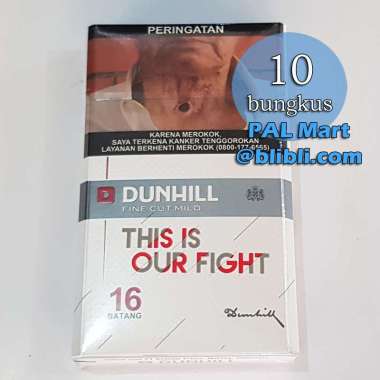 PERINGATAN
10
bungkus
PAL Mart
@blibli.com
KARENA MEROKOK,
SAYA TERKENA KANKER TENGGOROKAN
LAYANAN BERHENTI MEROKOK (0800-177-6565)
DUNHILL
FINE CUT MILD
THIS IS
OUR FIGHT
16
BATANG
Dunhill